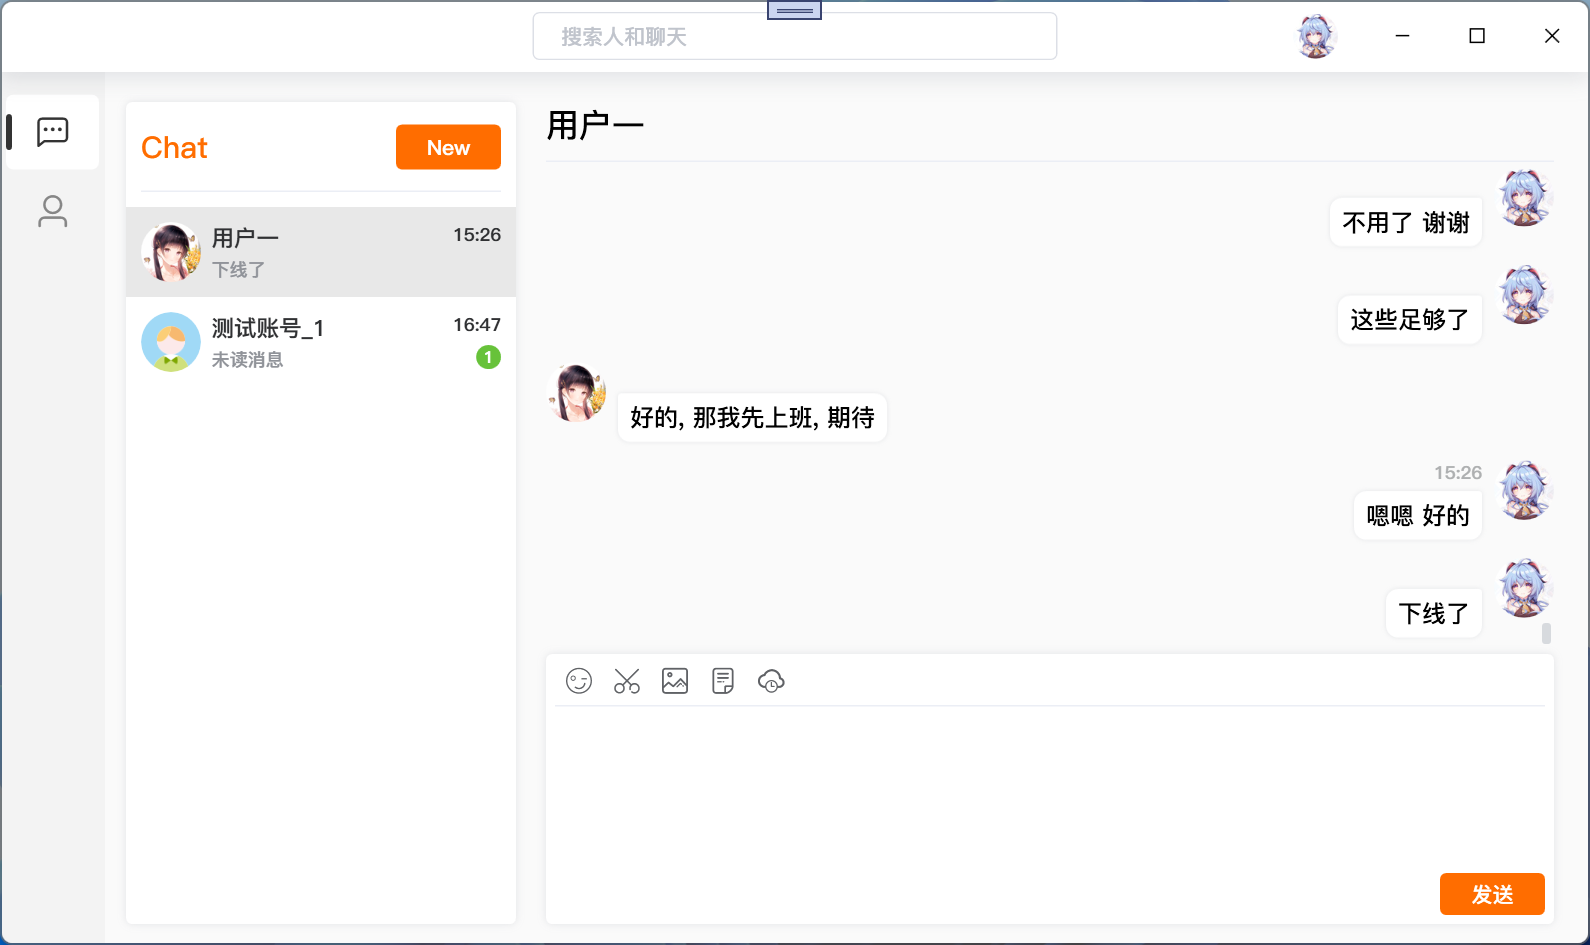 搜索人和聊天
Chat
New
用户一
15:26
下线了
测试账号_1
16:47
未读消息
1
用户一
不用了 谢谢
这些足够了
好的, 那我先上班, 期待
15:26
嗯嗯 好的
下线了
发送